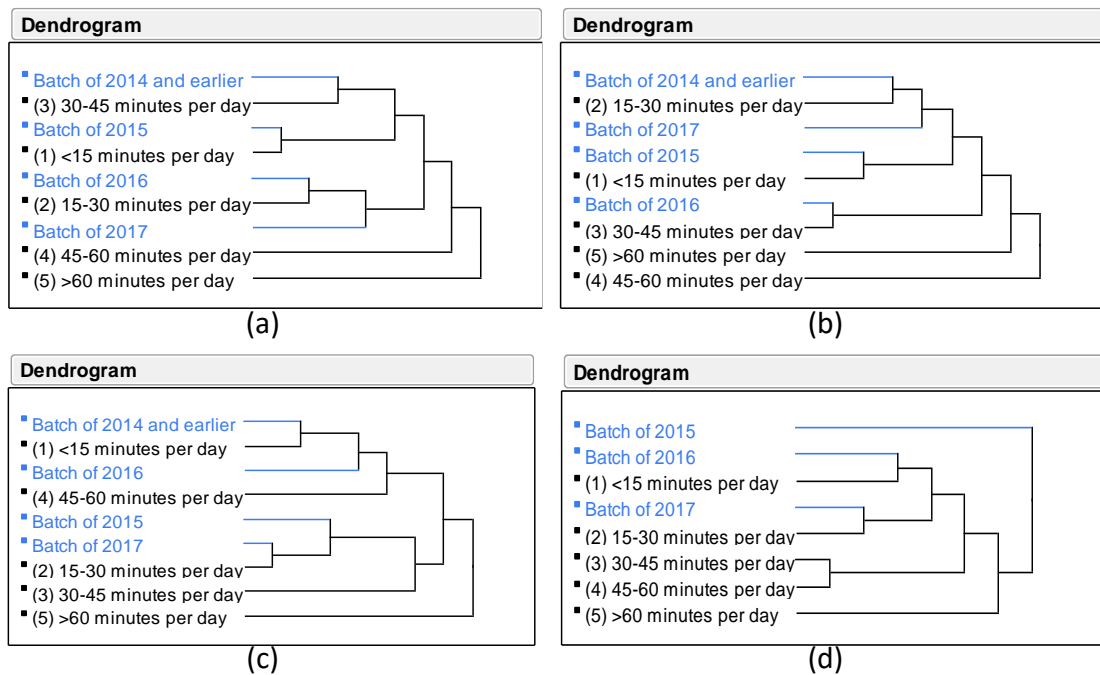 Dendrogram
Batch of 2014 and earlier
(3) 30-45 minutes per day
Batch of 2015
(1) <15 minutes per day
Batch of 2016
(2) 15-30 minutes per day
Batch of 2017
(4) 45-60 minutes per day
(5) >60 minutes per day
(a)
Dendrogram
Batch of 2014 and earlier
(2) 15-30 minutes per day
Batch of 2017
Batch of 2015
(1) <15 minutes per day
Batch of 2016
(3) 30-45 minutes per day
(5) >60 minutes per day
(4) 45-60 minutes per day
(b)
Dendrogram
Batch of 2014 and earlier
(1) <15 minutes per day
Batch of 2016
(4) 45-60 minutes per day
Batch of 2015
Batch of 2017
(2) 15-30 minutes per day
(3) 30-45 minutes per day
(5) >60 minutes per day
(c)
Dendrogram
Batch of 2015
Batch of 2016
(1) <15 minutes per day
Batch of 2017
(2) 15-30 minutes per day
(3) 30-45 minutes per day
(4) 45-60 minutes per day
(5) >60 minutes per day
(d)